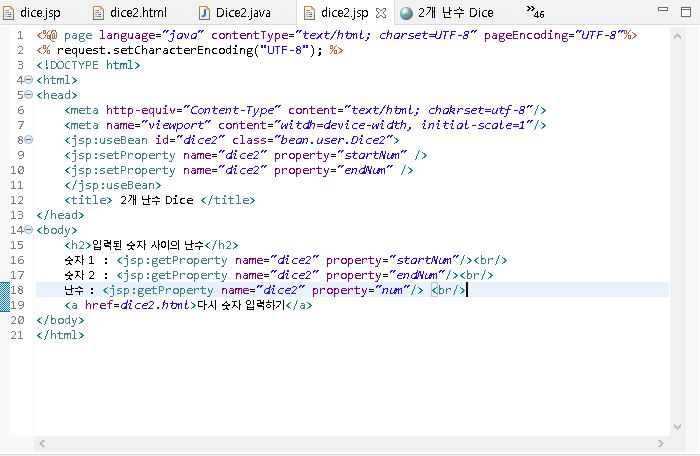 dice.jsp dice2.html Dice2.java dice2.jsp 2개 난수 Dice »46
1 <%@ page language="java" contentType="text/html; charset=UTF-8" pageEncoding="UTF-8"%>
2 <% request.setCharacterEncoding("UTF-8"); %>
3 <!DOCTYPE html>
4 <html>
5 <head>
6 <meta http-equiv="Content-Type" content="text/html; chakrset=utf-8"/>
7 <meta name="viewport" content="witdh=device-width, initial-scale=1"/>
8 <jsp:useBean id="dice2" class="bean.user.Dice2">
9 <jsp:setProperty name="dice2" property="startNum" />
10 <jsp:setProperty name="dice2" property="endNum" />
11 </jsp:useBean>
12 <title> 2개 난수 Dice </title>
13 </head>
14 <body>
15 <h2>입력된 숫자 사이의 난수</h2>
16 숫자 1 : <jsp:getProperty name="dice2" property="startNum"/><br/>
17 숫자 2 : <jsp:getProperty name="dice2" property="endNum"/><br/>
18 난수 : <jsp:getProperty name="dice2" property="num"/> <br/>
19 <a href=dice2.html>다시 숫자 입력하기</a>
20 </body>
21 </html>